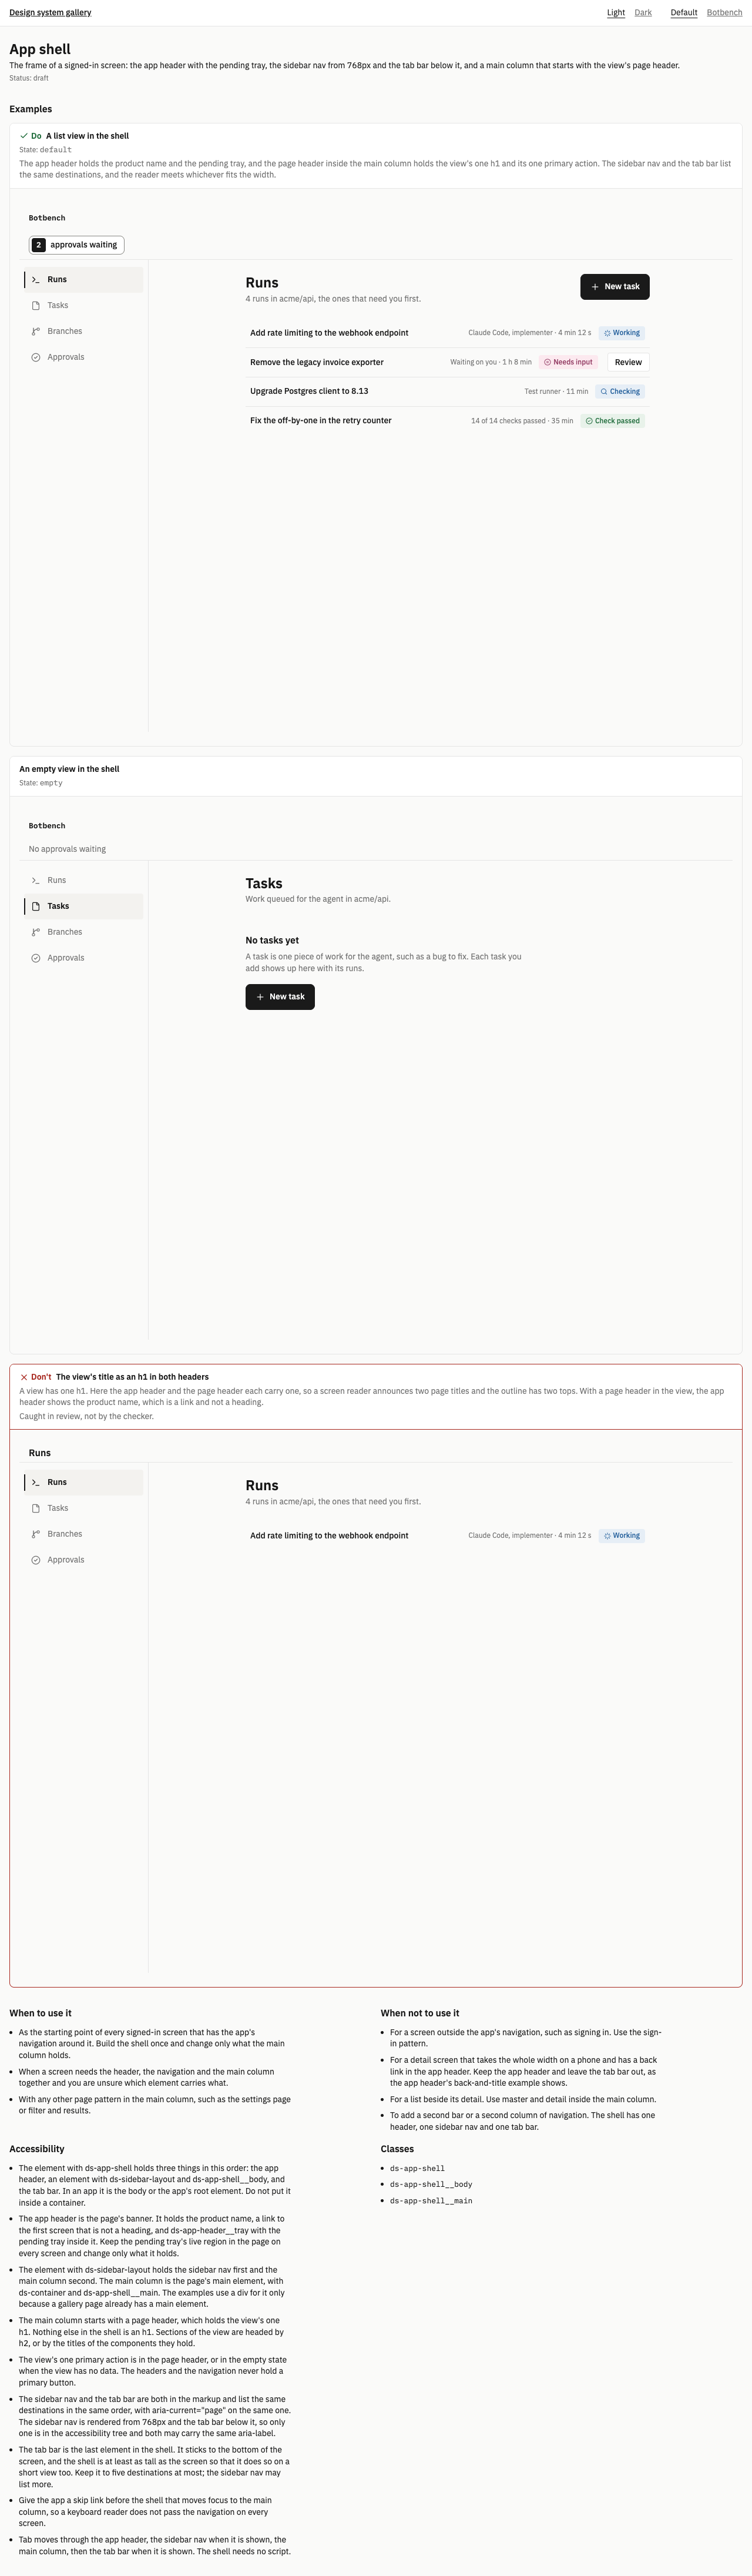 Design system gallery
Light Dark Default Botbench
App shell
The frame of a signed-in screen: the app header with the pending tray, the sidebar nav from 768px and the tab bar below it, and a main column that starts with the view's page header.
Status: draft
Examples
Do A list view in the shell
State: default
The app header holds the product name and the pending tray, and the page header inside the main column holds the view's one h1 and its one primary action. The sidebar nav and the tab bar list
the same destinations, and the reader meets whichever fits the width.
Botbench
2 approvals waiting
Runs
Tasks
Branches
Approvals
Runs
4 runs in acme/api, the ones that need you first.
New task
Add rate limiting to the webhook endpoint Claude Code, implementer · 4 min 12 s Working
Remove the legacy invoice exporter Waiting on you · 1 h 8 min Needs input Review
Upgrade Postgres client to 8.13 Test runner · 11 min Checking
Fix the off-by-one in the retry counter 14 of 14 checks passed · 35 min Check passed
An empty view in the shell
State: empty
Botbench
No approvals waiting
Runs
Tasks
Branches
Approvals
Tasks
Work queued for the agent in acme/api.
No tasks yet
A task is one piece of work for the agent, such as a bug to fix. Each task you
add shows up here with its runs.
New task
Don't The view's title as an h1 in both headers
A view has one h1. Here the app header and the page header each carry one, so a screen reader announces two page titles and the outline has two tops. With a page header in the view, the app
header shows the product name, which is a link and not a heading.
Caught in review, not by the checker.
Runs
Runs
Tasks
Branches
Approvals
Runs
4 runs in acme/api, the ones that need you first.
Add rate limiting to the webhook endpoint Claude Code, implementer · 4 min 12 s Working
When to use it
As the starting point of every signed-in screen that has the app's
navigation around it. Build the shell once and change only what the main
column holds.
When a screen needs the header, the navigation and the main column
together and you are unsure which element carries what.
With any other page pattern in the main column, such as the settings page
or filter and results.
When not to use it
For a screen outside the app's navigation, such as signing in. Use the sign-
in pattern.
For a detail screen that takes the whole width on a phone and has a back
link in the app header. Keep the app header and leave the tab bar out, as
the app header's back-and-title example shows.
For a list beside its detail. Use master and detail inside the main column.
To add a second bar or a second column of navigation. The shell has one
header, one sidebar nav and one tab bar.
Accessibility
The element with ds-app-shell holds three things in this order: the app
header, an element with ds-sidebar-layout and ds-app-shell__body, and
the tab bar. In an app it is the body or the app's root element. Do not put it
inside a container.
The app header is the page's banner. It holds the product name, a link to
the first screen that is not a heading, and ds-app-header__tray with the
pending tray inside it. Keep the pending tray's live region in the page on
every screen and change only what it holds.
The element with ds-sidebar-layout holds the sidebar nav first and the
main column second. The main column is the page's main element, with
ds-container and ds-app-shell__main. The examples use a div for it only
because a gallery page already has a main element.
The main column starts with a page header, which holds the view's one
h1. Nothing else in the shell is an h1. Sections of the view are headed by
h2, or by the titles of the components they hold.
The view's one primary action is in the page header, or in the empty state
when the view has no data. The headers and the navigation never hold a
primary button.
The sidebar nav and the tab bar are both in the markup and list the same
destinations in the same order, with aria-current="page" on the same one.
The sidebar nav is rendered from 768px and the tab bar below it, so only
one is in the accessibility tree and both may carry the same aria-label.
The tab bar is the last element in the shell. It sticks to the bottom of the
screen, and the shell is at least as tall as the screen so that it does so on a
short view too. Keep it to five destinations at most; the sidebar nav may
list more.
Give the app a skip link before the shell that moves focus to the main
column, so a keyboard reader does not pass the navigation on every
screen.
Tab moves through the app header, the sidebar nav when it is shown, the
main column, then the tab bar when it is shown. The shell needs no script.
Classes
ds-app-shell
ds-app-shell__body
ds-app-shell__main